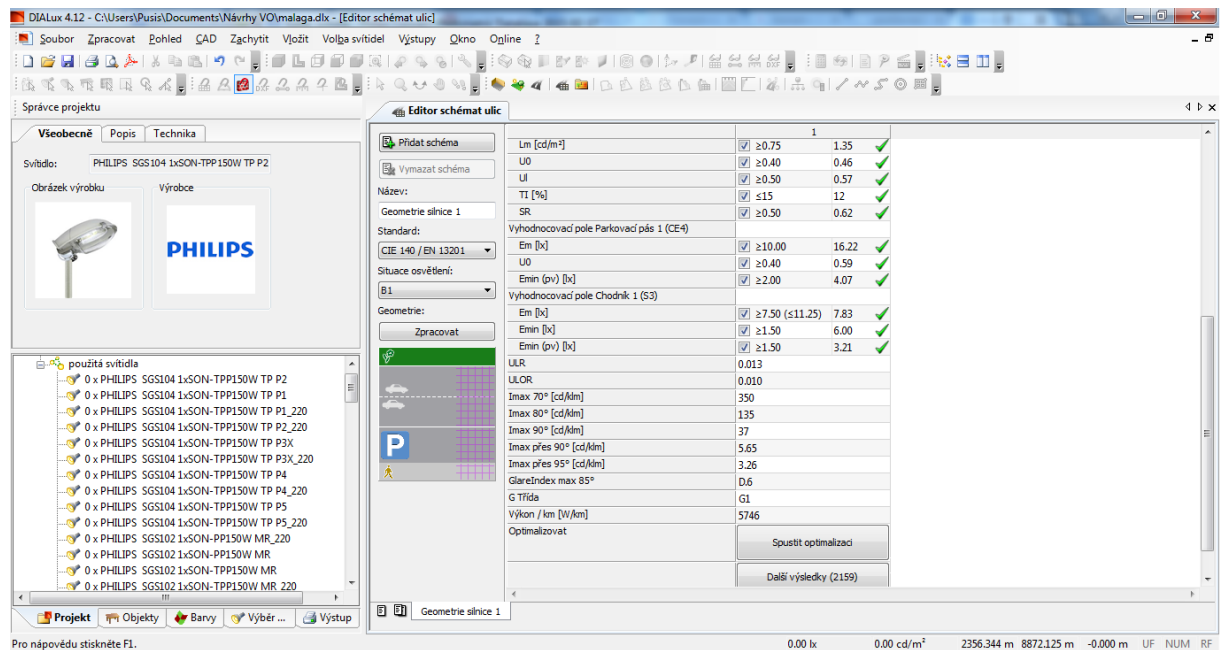 DIALux 4.12 - C:\Users\Pusis\Documents\Návrhy VO\malaga.dlx - [Editor schémat ulic]
Soubor Zpracovat Pohled CAD Zachytit Vložit Volba svítidel Výstupy Okno Online ?
Správce projektu
Editor schémat ulic
Všeobecně Popis Technika
Svítidlo: PHILIPS SGS104 1xSON-TPP150W TP P2
Obrázek výrobku Výrobce
PHILIPS
použitá svítidla
0 x PHILIPS SGS104 1xSON-TPP150W TP P2
0 x PHILIPS SGS104 1xSON-TPP150W TP P1
0 x PHILIPS SGS104 1xSON-TPP150W TP P1_220
0 x PHILIPS SGS104 1xSON-TPP150W TP P2_220
0 x PHILIPS SGS104 1xSON-TPP150W TP P3X
0 x PHILIPS SGS104 1xSON-TPP150W TP P3X_220
0 x PHILIPS SGS104 1xSON-TPP150W TP P4
0 x PHILIPS SGS104 1xSON-TPP150W TP P4_220
0 x PHILIPS SGS104 1xSON-TPP150W TP P5
0 x PHILIPS SGS104 1xSON-TPP150W TP P5_220
0 x PHILIPS SGS102 1xSON-PP150W MR_220
0 x PHILIPS SGS102 1xSON-TPP150W MR
0 x PHILIPS SGS102 1xSON-TPP150W MR
0 x PHILIPS SGS102 1xSON-TPP150W MR 220
Projekt Objekty Barvy Výběr ... Výstup
Přidat schéma
Vymazat schéma
Název:
Geometrie silnice 1
Standard:
CIE 140 / EN 13201
Situace osvětlení:
B1
Geometrie:
Zpracovat
P
1
Lm [cd/m²] ≥0.75 1.35
U0 ≥0.40 0.46
Ul ≥0.50 0.57
TI [%] ≤15 12
SR ≥0.50 0.62
Vyhodnocovací pole Parkovací pás 1 (CE4)
Em [lx] ≥10.00 16.22
U0 ≥0.40 0.59
Emin (pv) [lx] ≥2.00 4.07
Vyhodnocovací pole Chodník 1 (S3)
Em [lx] ≥7.50 (≤11.25) 7.83
Emin [lx] ≥1.50 6.00
Emin (pv) [lx] ≥1.50 3.21
ULR 0.013
ULOR 0.010
Imax 70° [cd/klm] 350
Imax 80° [cd/klm] 135
Imax 90° [cd/klm] 37
Imax přes 90° [cd/klm] 5.65
Imax přes 95° [cd/klm] 3.26
GlareIndex max 85° D.6
G Třída G1
Výkon / km [W/km] 5746
Optimalizovat
Spustit optimalizaci
Další výsledky (2159)
Geometrie silnice 1
Pro nápovědu stiskněte F1. 0.00 lx 0.00 cd/m² 2356.344 m 8872.125 m -0.000 m UF NUM RF